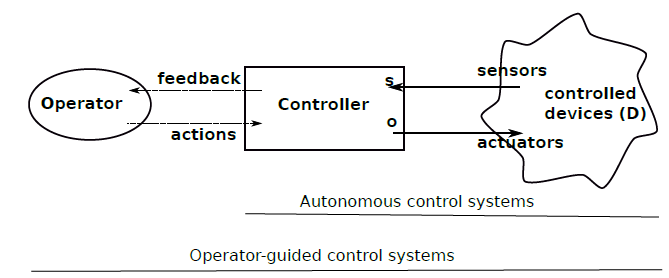 feedback
sensors
Operator
s
Controller
controlled
devices (D)
o
actions
actuators
Autonomous control systems
Operator-guided control systems